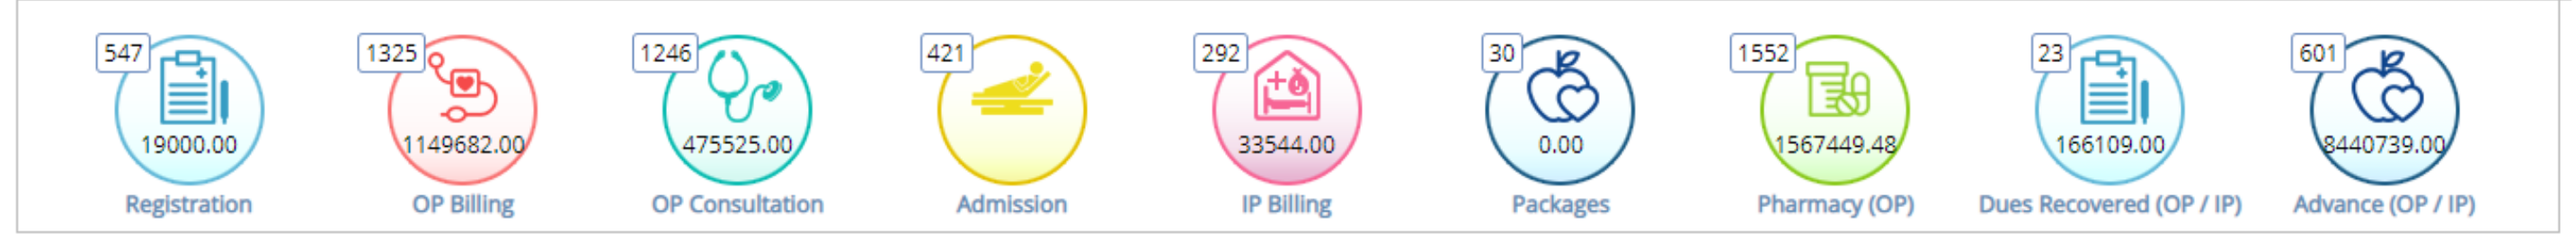 547 1325 1246 421 292 30 1552 23 601
19000.00 1149682.00 475525.00 33544.00 0.00 1567449.48 166109.00 8440739.00
Registration OP Billing OP Consultation Admission IP Billing Packages Pharmacy (OP) Dues Recovered (OP / IP) Advance (OP / IP)